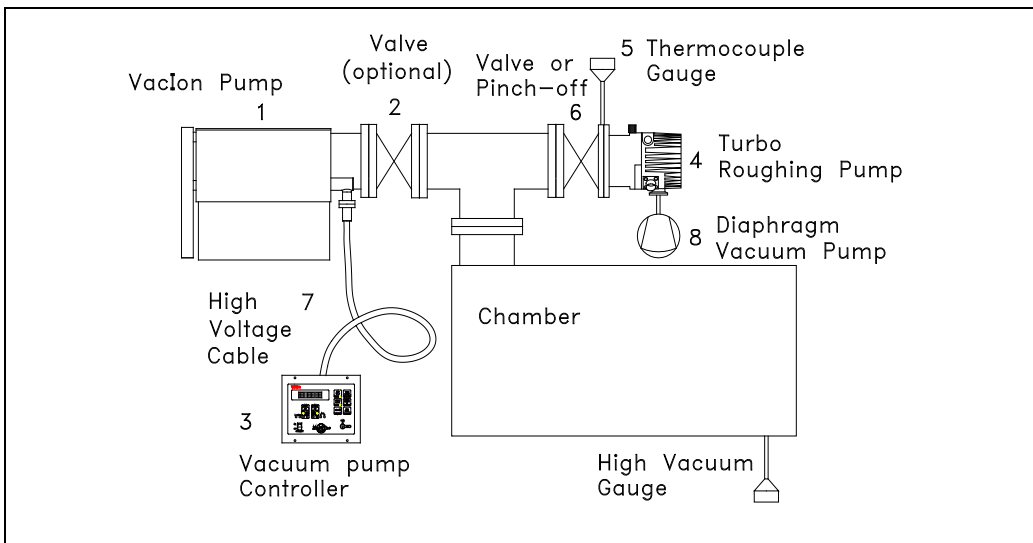 VacIon Pump
1
Valve
(optional)
2
Valve or
Pinch-off
6
5 Thermocouple
Gauge
4 Turbo
Roughing Pump
8 Diaphragm
Vacuum Pump
High 7
Voltage
Cable
Chamber
3
Vacuum pump
Controller
High Vacuum
Gauge